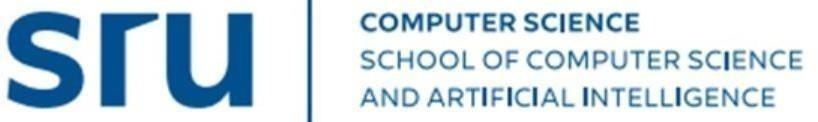 sru
COMPUTER SCIENCE
SCHOOL OF COMPUTER SCIENCE
AND ARTIFICIAL INTELLIGENCE